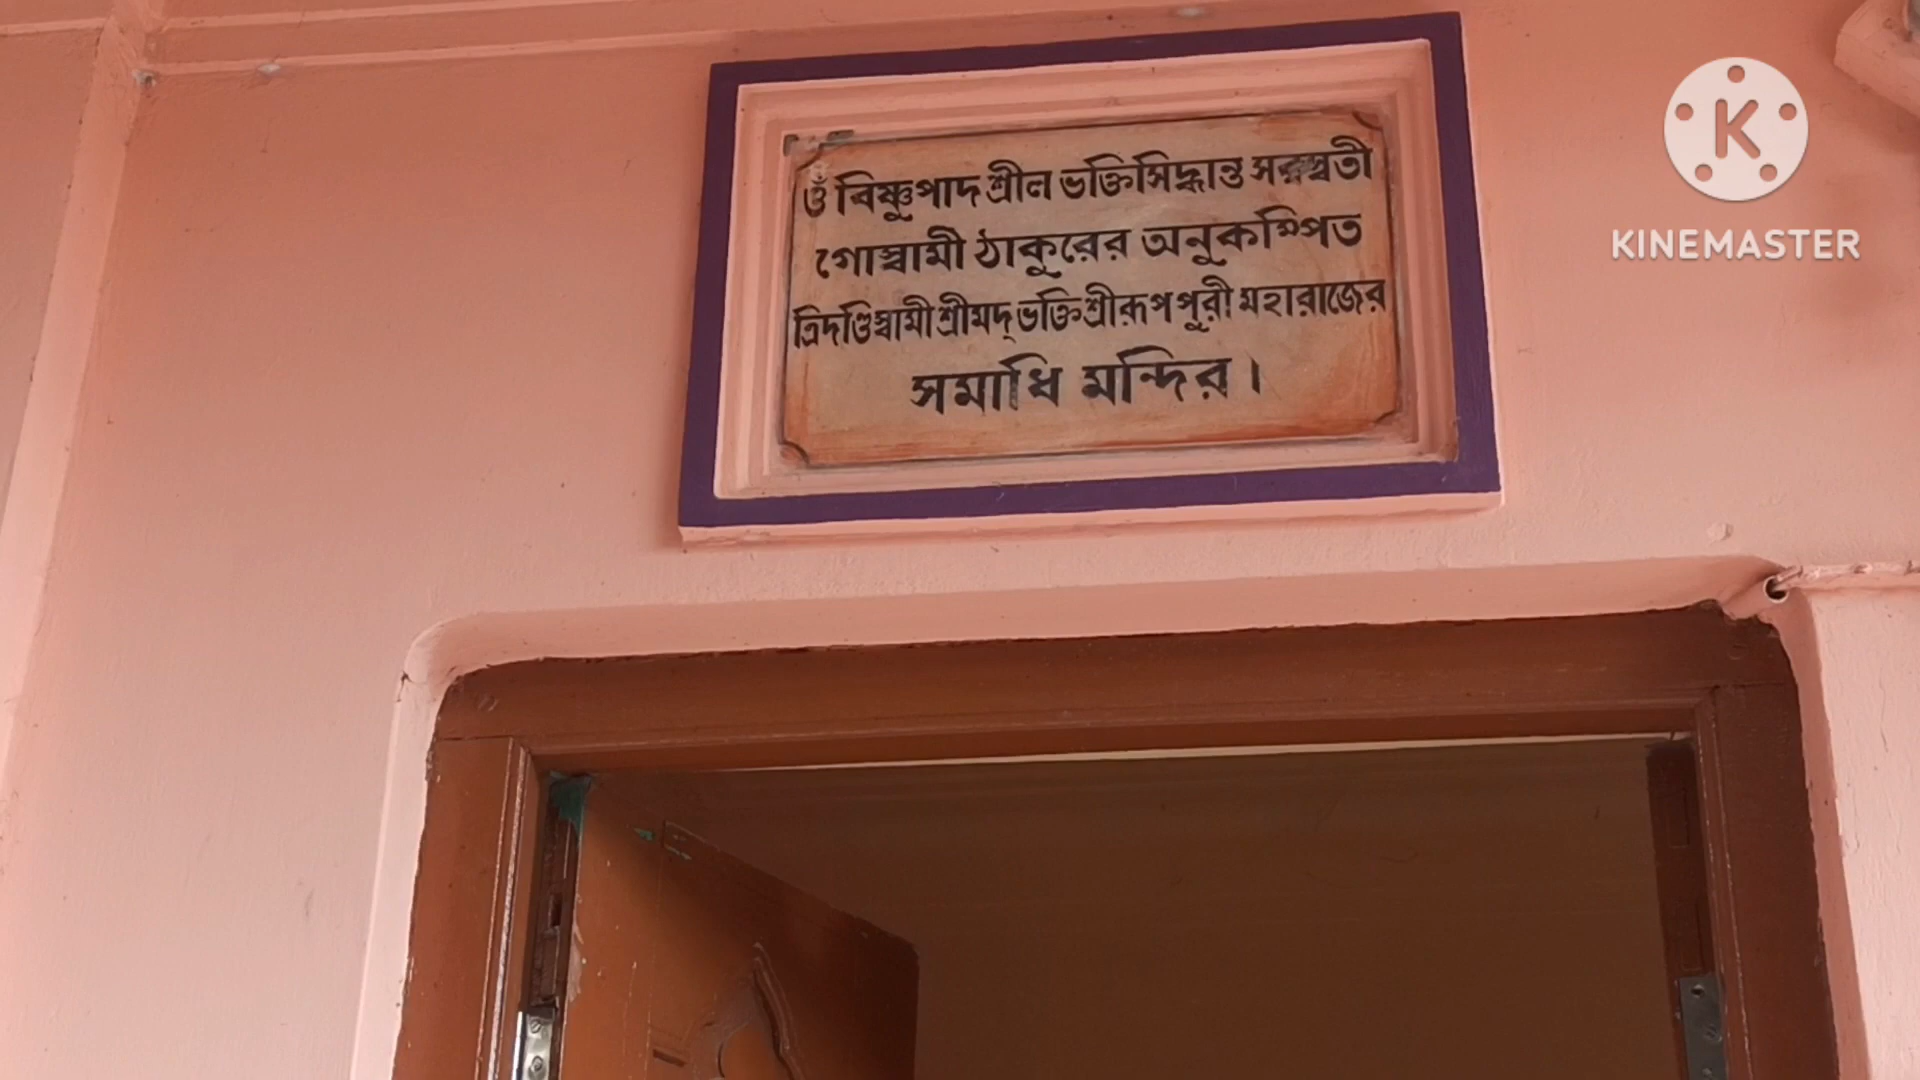 ওঁ বিষ্ণুপাদ শ্রীল ভক্তিসিদ্ধান্ত সরস্বতী
গোস্বামী ঠাকুরের অনুকম্পিত
ত্রিদণ্ডিস্বামী শ্রীমদ্ ভক্তি শ্রীরূপ পুরী মহারাজের
সমাধি মন্দির।
K
KINEMASTER